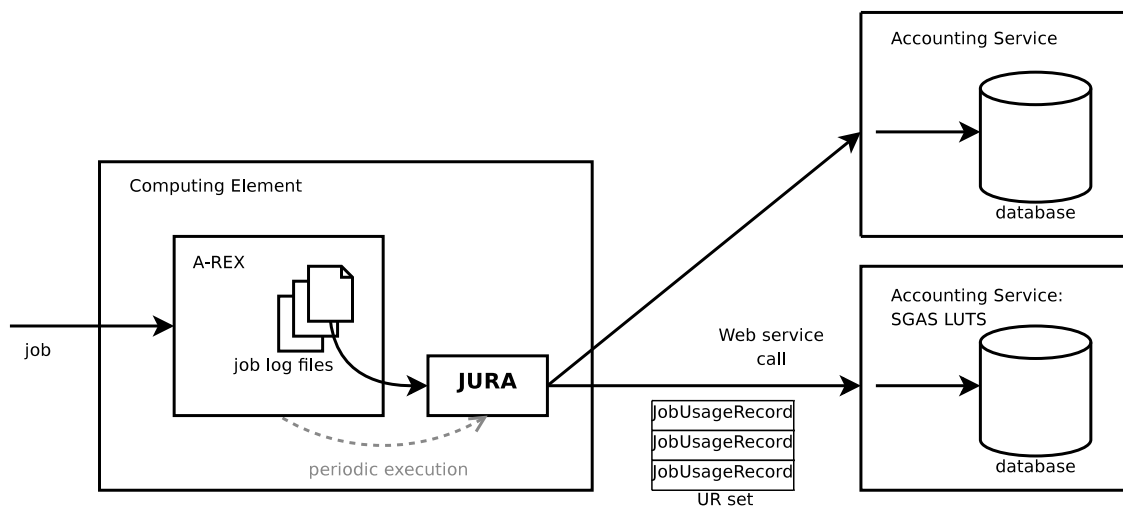 Accounting Service
database
Computing Element
A-REX
job
job log files
JURA
periodic execution
Web service
call
JobUsageRecord
JobUsageRecord
JobUsageRecord
UR set
Accounting Service:
SGAS LUTS
database